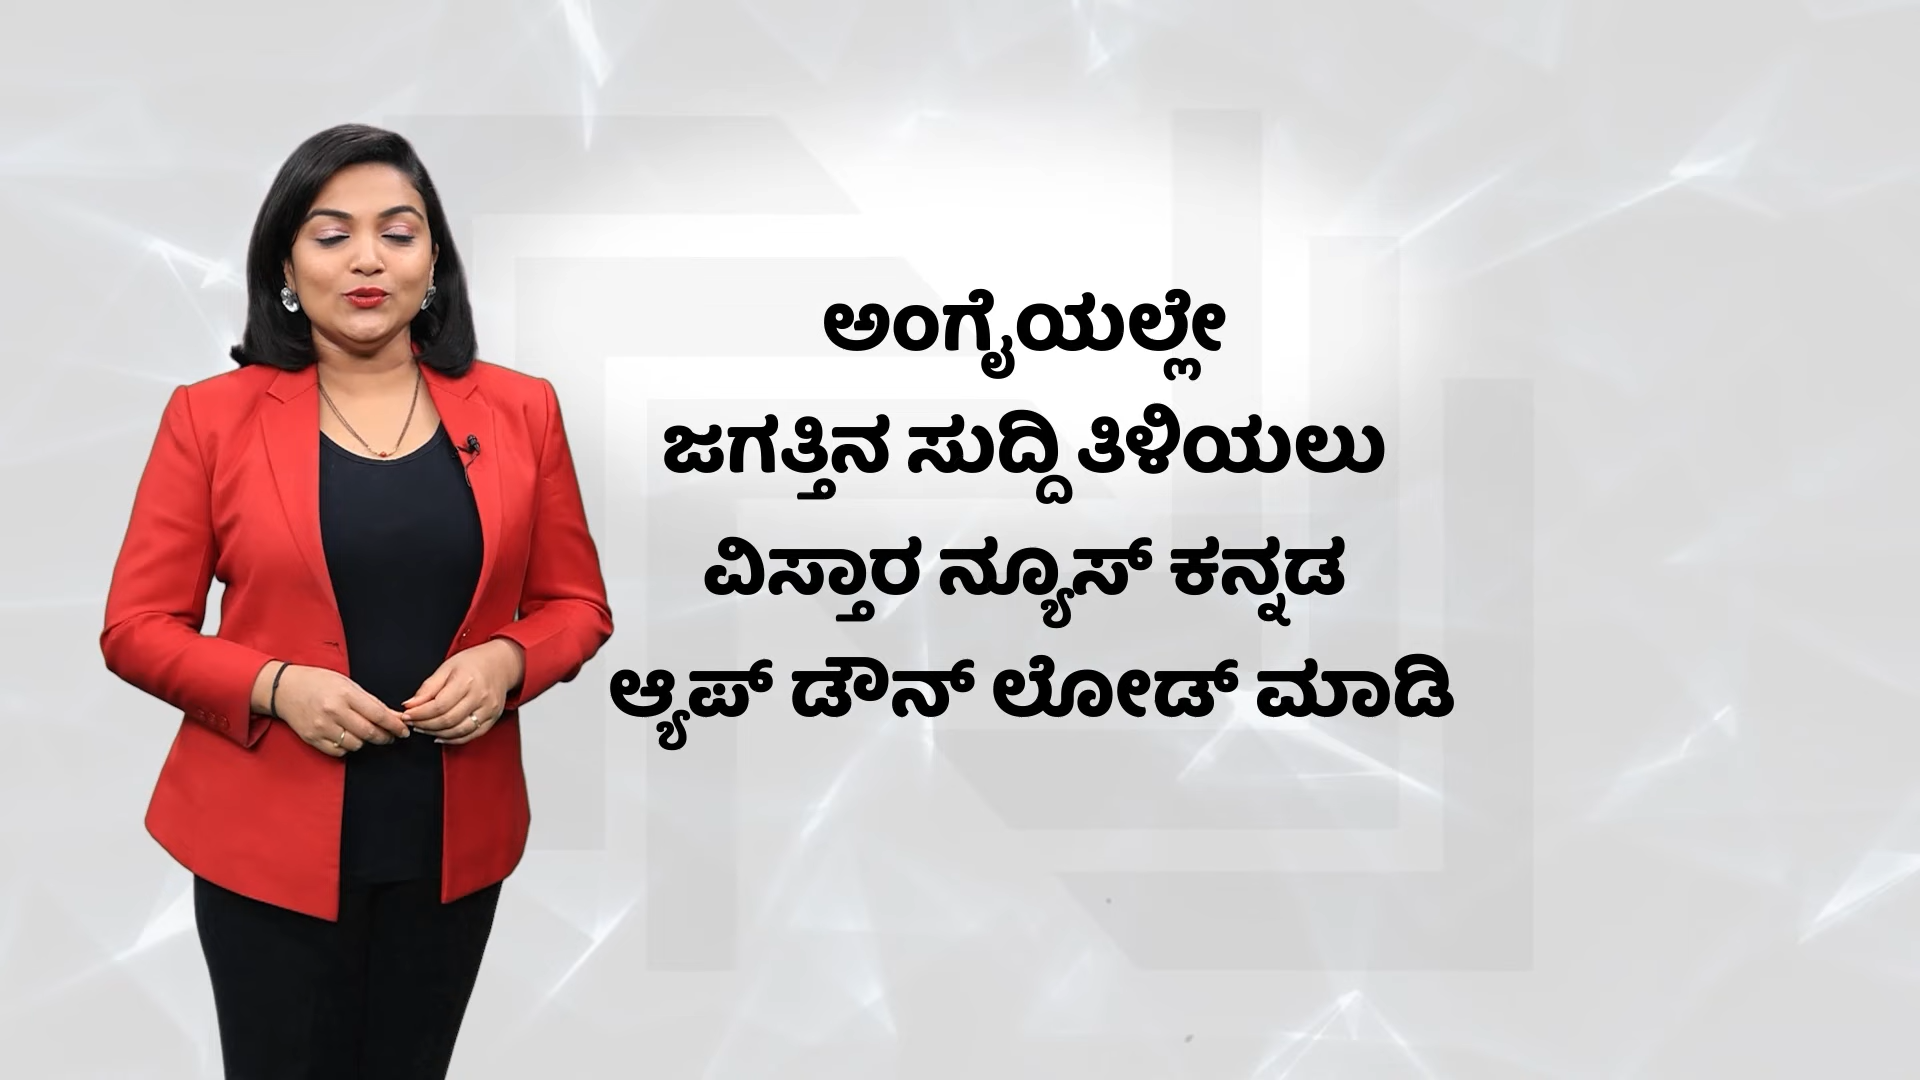 ಅಂಗೈಯಲ್ಲೇ
ಜಗತ್ತಿನ ಸುದ್ದಿ ತಿಳಿಯಲು
ವಿಸ್ತಾರ ನ್ಯೂಸ್ ಕನ್ನಡ
ಆ್ಯಪ್ ಡೌನ್ ಲೋಡ್ ಮಾಡಿ